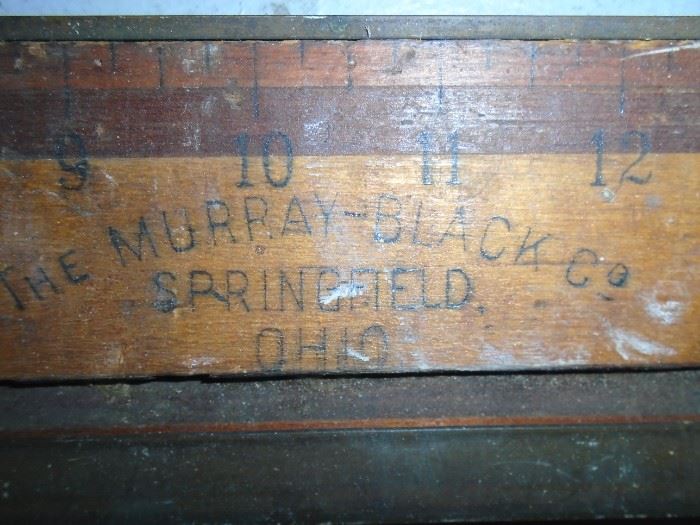 9 10 11 12
THE MURRAY-BLACK Co
SPRINGFIELD,
OHIO